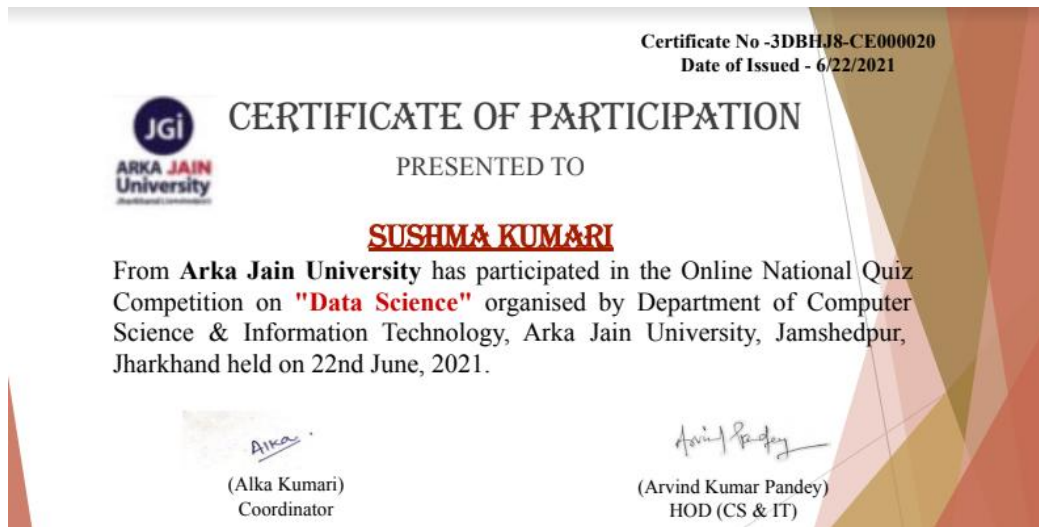 Certificate No -3DBHJ8-CE000020
Date of Issued - 6/22/2021
JGi
ARKA JAIN
University
CERTIFICATE OF PARTICIPATION
PRESENTED TO
SUSHMA KUMARI
From Arka Jain University has participated in the Online National Quiz
Competition on "Data Science" organised by Department of Computer
Science & Information Technology, Arka Jain University, Jamshedpur,
Jharkhand held on 22nd June, 2021.
Alka
Arvind Pandey
(Alka Kumari)
Coordinator
(Arvind Kumar Pandey)
HOD (CS & IT)